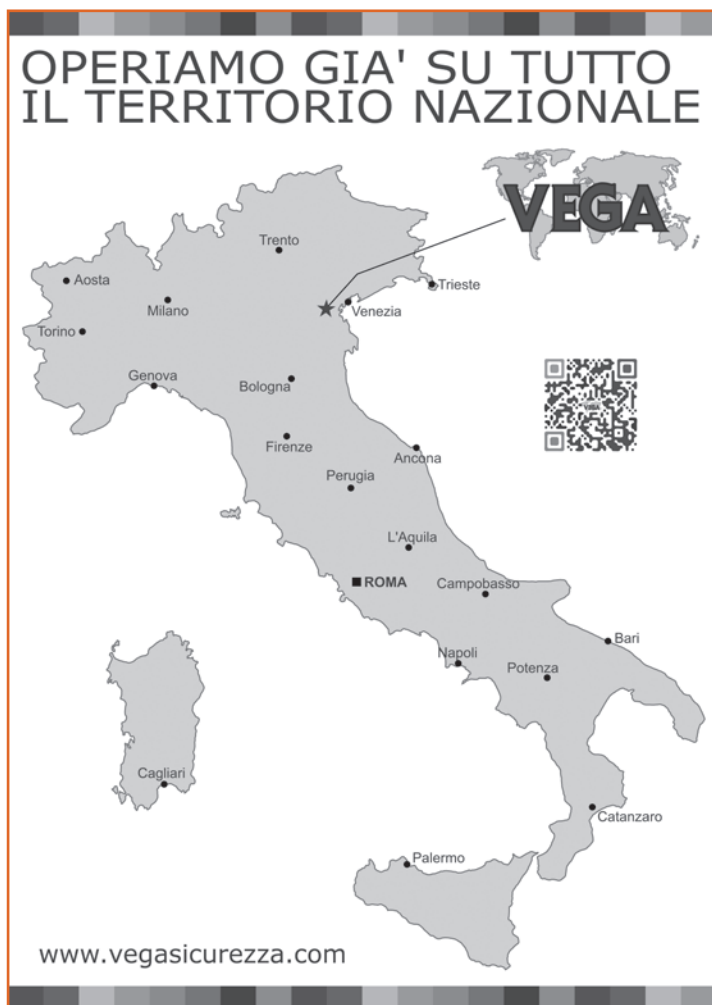 OPERIAMO GIA' SU TUTTO
IL TERRITORIO NAZIONALE
VEGA
Trento
Aosta
Trieste
Milano
Venezia
Torino
Genova
Bologna
VEGA
Firenze
Ancona
Perugia
L'Aquila
ROMA
Campobasso
Bari
Napoli
Potenza
Cagliari
Catanzaro
Palermo
www.vegasicurezza.com